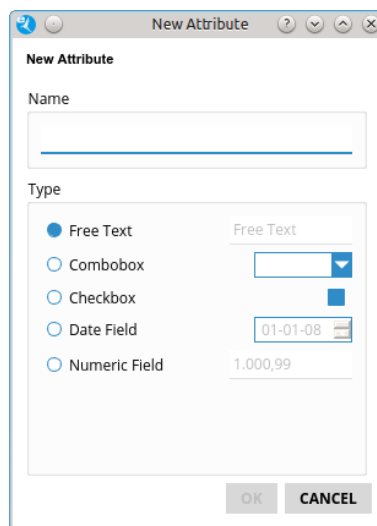 New Attribute
New Attribute
Name
Type
Free Text Free Text
Combobox
Checkbox
Date Field 01-01-08
Numeric Field 1.000,99
OK CANCEL